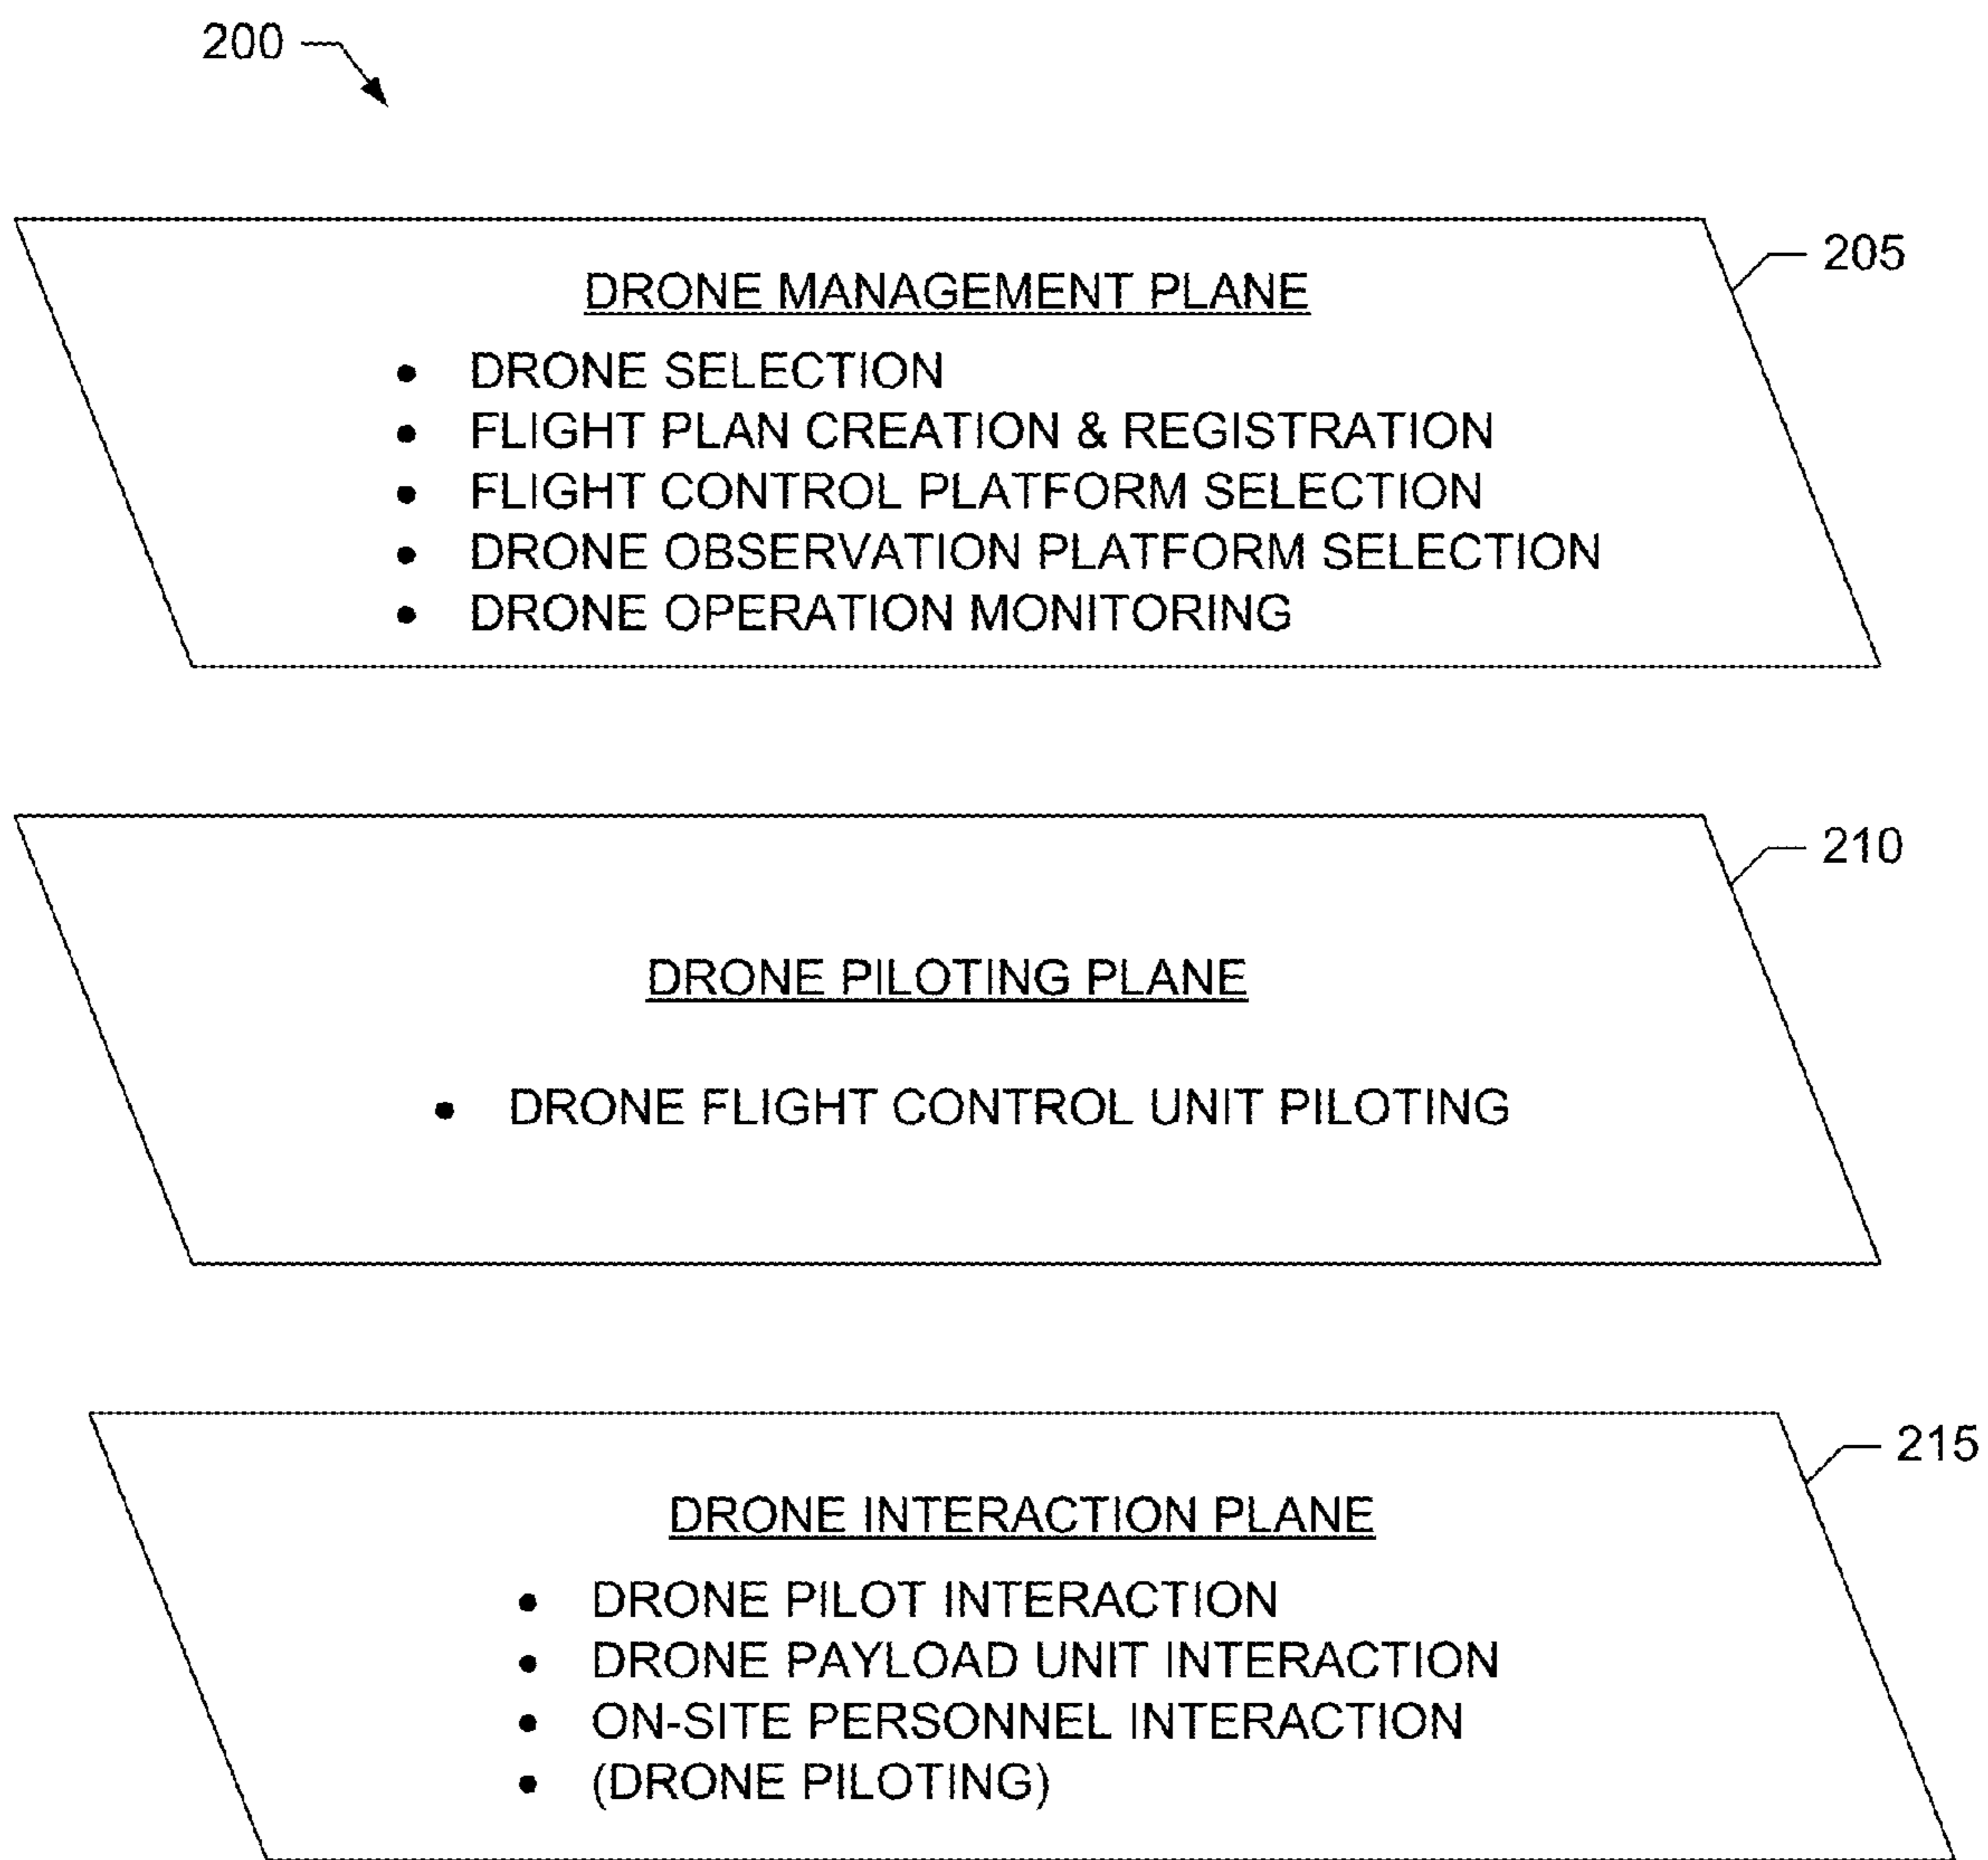 200
205
DRONE MANAGEMENT PLANE
• DRONE SELECTION
• FLIGHT PLAN CREATION & REGISTRATION
• FLIGHT CONTROL PLATFORM SELECTION
• DRONE OBSERVATION PLATFORM SELECTION
• DRONE OPERATION MONITORING
210
DRONE PILOTING PLANE
• DRONE FLIGHT CONTROL UNIT PILOTING
215
DRONE INTERACTION PLANE
• DRONE PILOT INTERACTION
• DRONE PAYLOAD UNIT INTERACTION
• ON-SITE PERSONNEL INTERACTION
• (DRONE PILOTING)